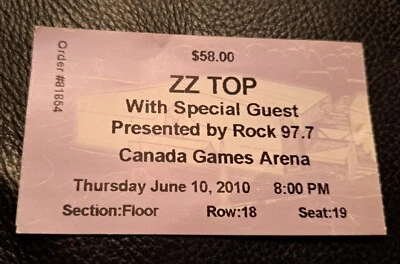 Order #81854
$58.00
ZZ TOP
With Special Guest
Presented by Rock 97.7
Canada Games Arena
Thursday June 10, 2010 8:00 PM
Section:Floor Row:18 Seat:19